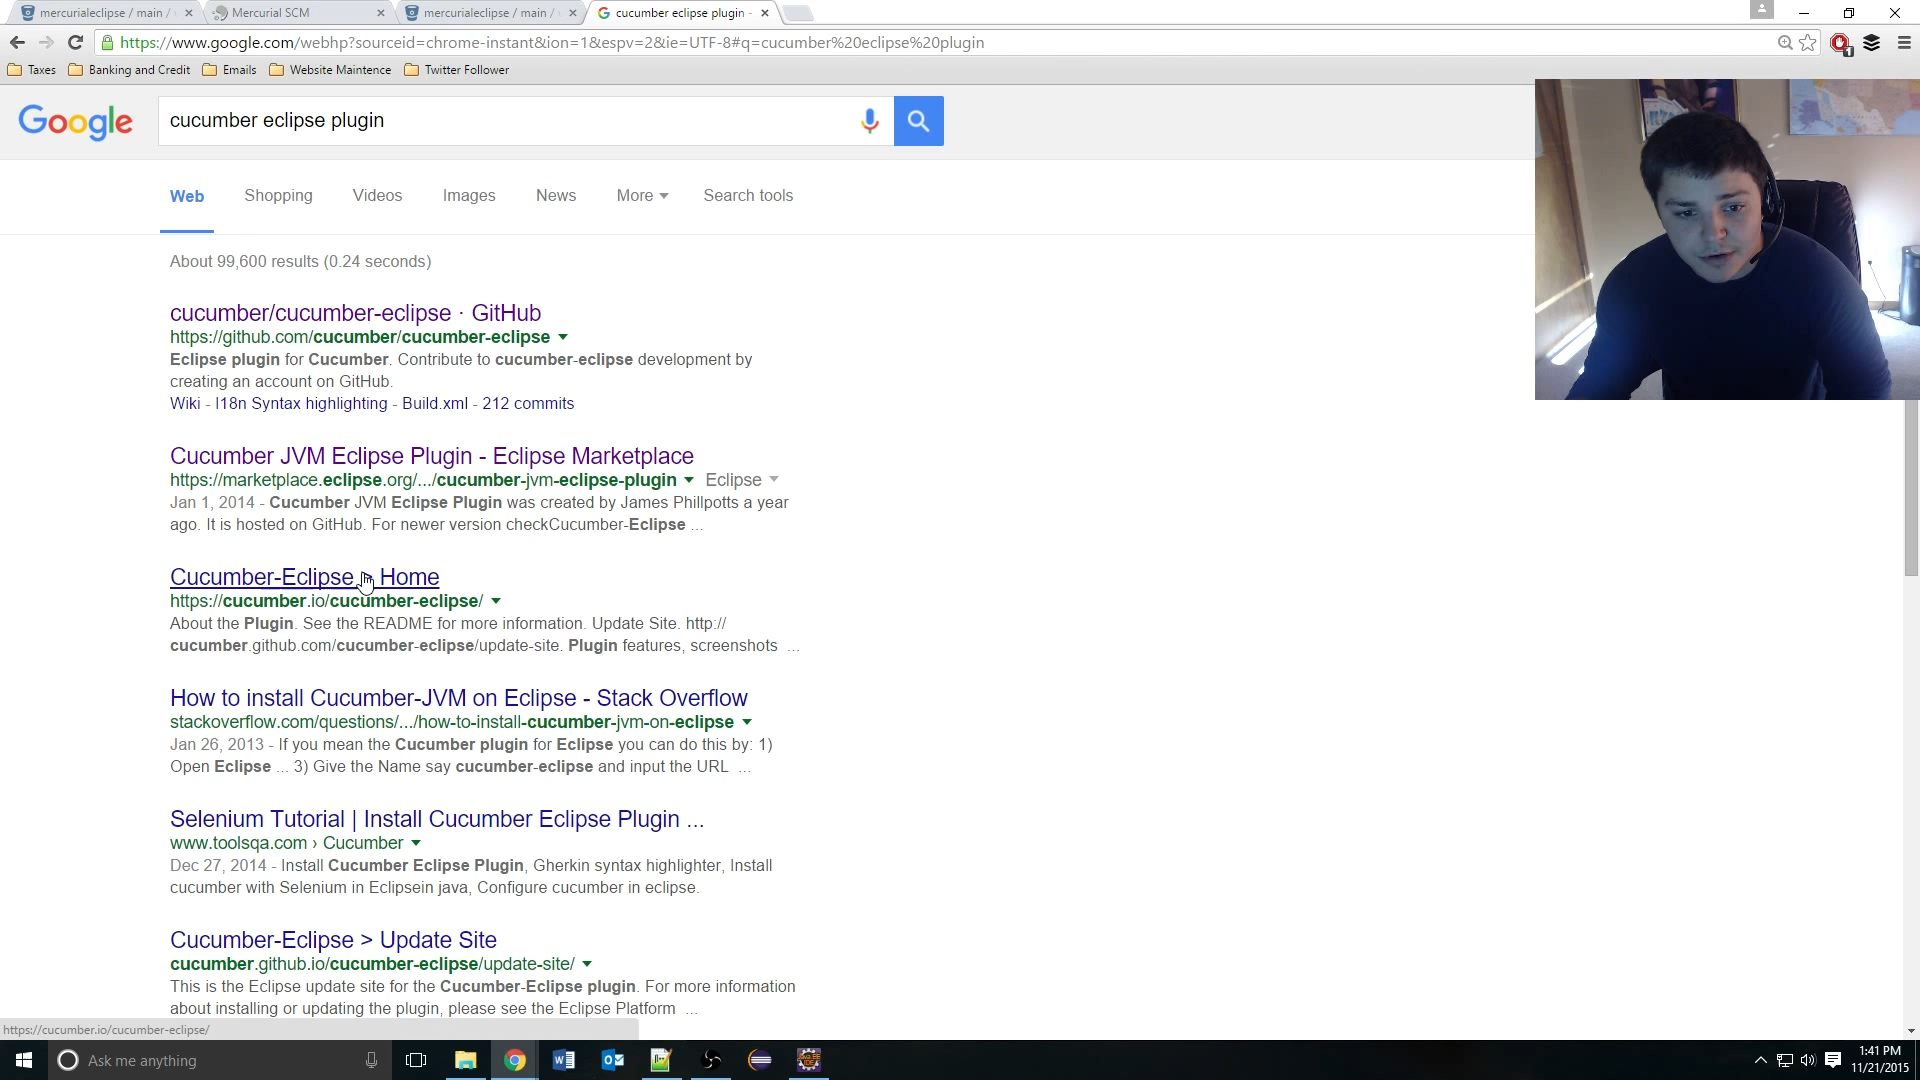 mercurialeclipse / main /
Mercurial SCM
mercurialeclipse / main /
cucumber eclipse plugin -
https://www.google.com/webhp?sourceid=chrome-instant&ion=1&espv=2&ie=UTF-8#q=cucumber%20eclipse%20plugin
1
Taxes Banking and Credit Emails Website Maintence Twitter Follower
Google
cucumber eclipse plugin
Web Shopping Videos Images News More Search tools
About 99,600 results (0.24 seconds)
cucumber/cucumber-eclipse · GitHub
https://github.com/cucumber/cucumber-eclipse
Eclipse plugin for Cucumber. Contribute to cucumber-eclipse development by
creating an account on GitHub.
Wiki - I18n Syntax highlighting - Build.xml - 212 commits
Cucumber JVM Eclipse Plugin - Eclipse Marketplace
https://marketplace.eclipse.org/.../cucumber-jvm-eclipse-plugin Eclipse
Jan 1, 2014 - Cucumber JVM Eclipse Plugin was created by James Phillpotts a year
ago. It is hosted on GitHub. For newer version checkCucumber-Eclipse ...
Cucumber-Eclipse > Home
https://cucumber.io/cucumber-eclipse/
About the Plugin. See the README for more information. Update Site. http://
cucumber.github.com/cucumber-eclipse/update-site. Plugin features, screenshots ...
How to install Cucumber-JVM on Eclipse - Stack Overflow
stackoverflow.com/questions/.../how-to-install-cucumber-jvm-on-eclipse
Jan 26, 2013 - If you mean the Cucumber plugin for Eclipse you can do this by: 1)
Open Eclipse ... 3) Give the Name say cucumber-eclipse and input the URL ...
Selenium Tutorial | Install Cucumber Eclipse Plugin ...
www.toolsqa.com › Cucumber
Dec 27, 2014 - Install Cucumber Eclipse Plugin, Gherkin syntax highlighter, Install
cucumber with Selenium in Eclipsein java, Configure cucumber in eclipse.
Cucumber-Eclipse > Update Site
cucumber.github.io/cucumber-eclipse/update-site/
This is the Eclipse update site for the Cucumber-Eclipse plugin. For more information
about installing or updating the plugin, please see the Eclipse Platform ...
https://cucumber.io/cucumber-eclipse/
Ask me anything
1:41 PM
11/21/2015